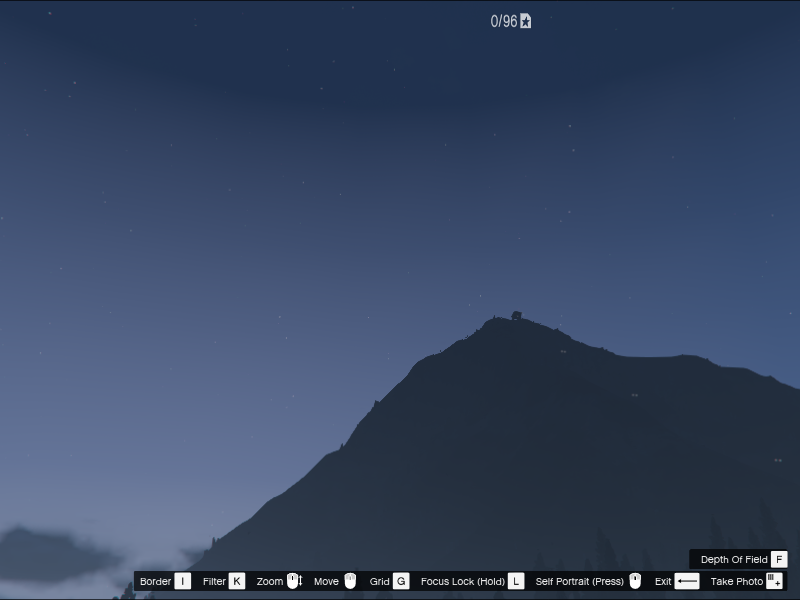 0/96
Depth Of Field F
Border I Filter K Zoom Move Grid G Focus Lock (Hold) L Self Portrait (Press) Exit Take Photo